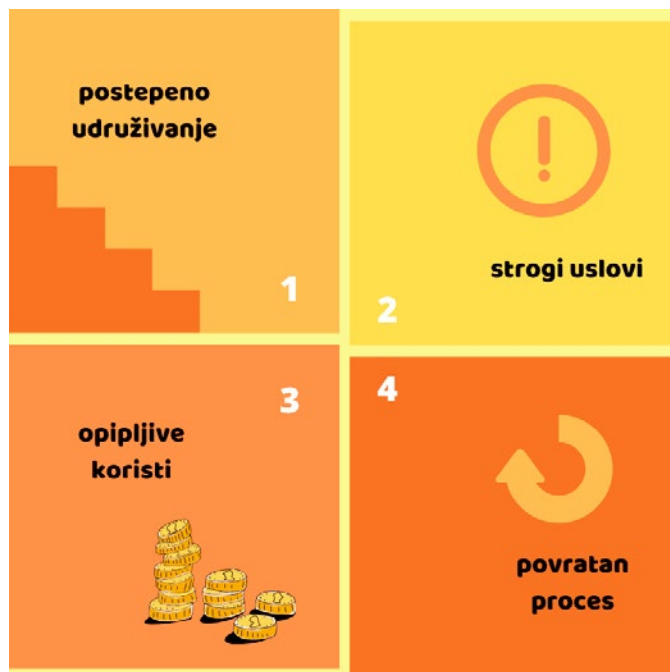 postepeno
udruživanje
1
!
strogi uslovi
2
3
opipljive
koristi
4
povratan
proces